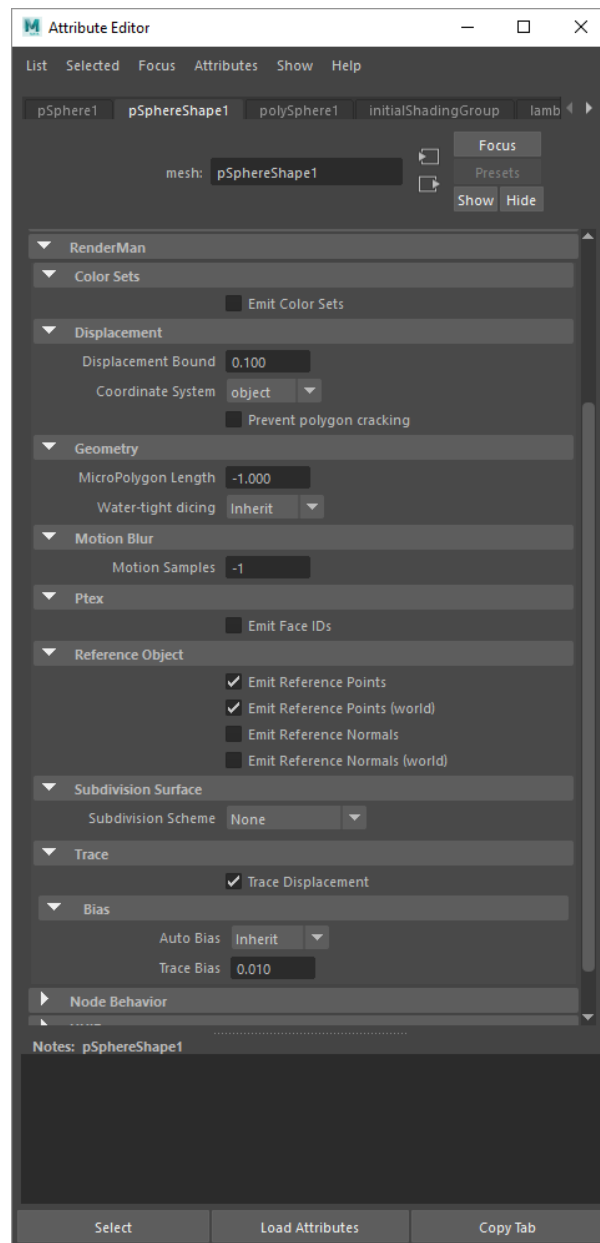 Attribute Editor
List Selected Focus Attributes Show Help
pSphere1 pSphereShape1 polySphere1 initialShadingGroup lamb
Focus
mesh: pSphereShape1
Presets
Show Hide
RenderMan
Color Sets
Emit Color Sets
Displacement
Displacement Bound 0.100
Coordinate System object
Prevent polygon cracking
Geometry
MicroPolygon Length -1.000
Water-tight dicing Inherit
Motion Blur
Motion Samples -1
Ptex
Emit Face IDs
Reference Object
Emit Reference Points
Emit Reference Points (world)
Emit Reference Normals
Emit Reference Normals (world)
Subdivision Surface
Subdivision Scheme None
Trace
Trace Displacement
Bias
Auto Bias Inherit
Trace Bias 0.010
Node Behavior
Notes: pSphereShape1
Select Load Attributes Copy Tab